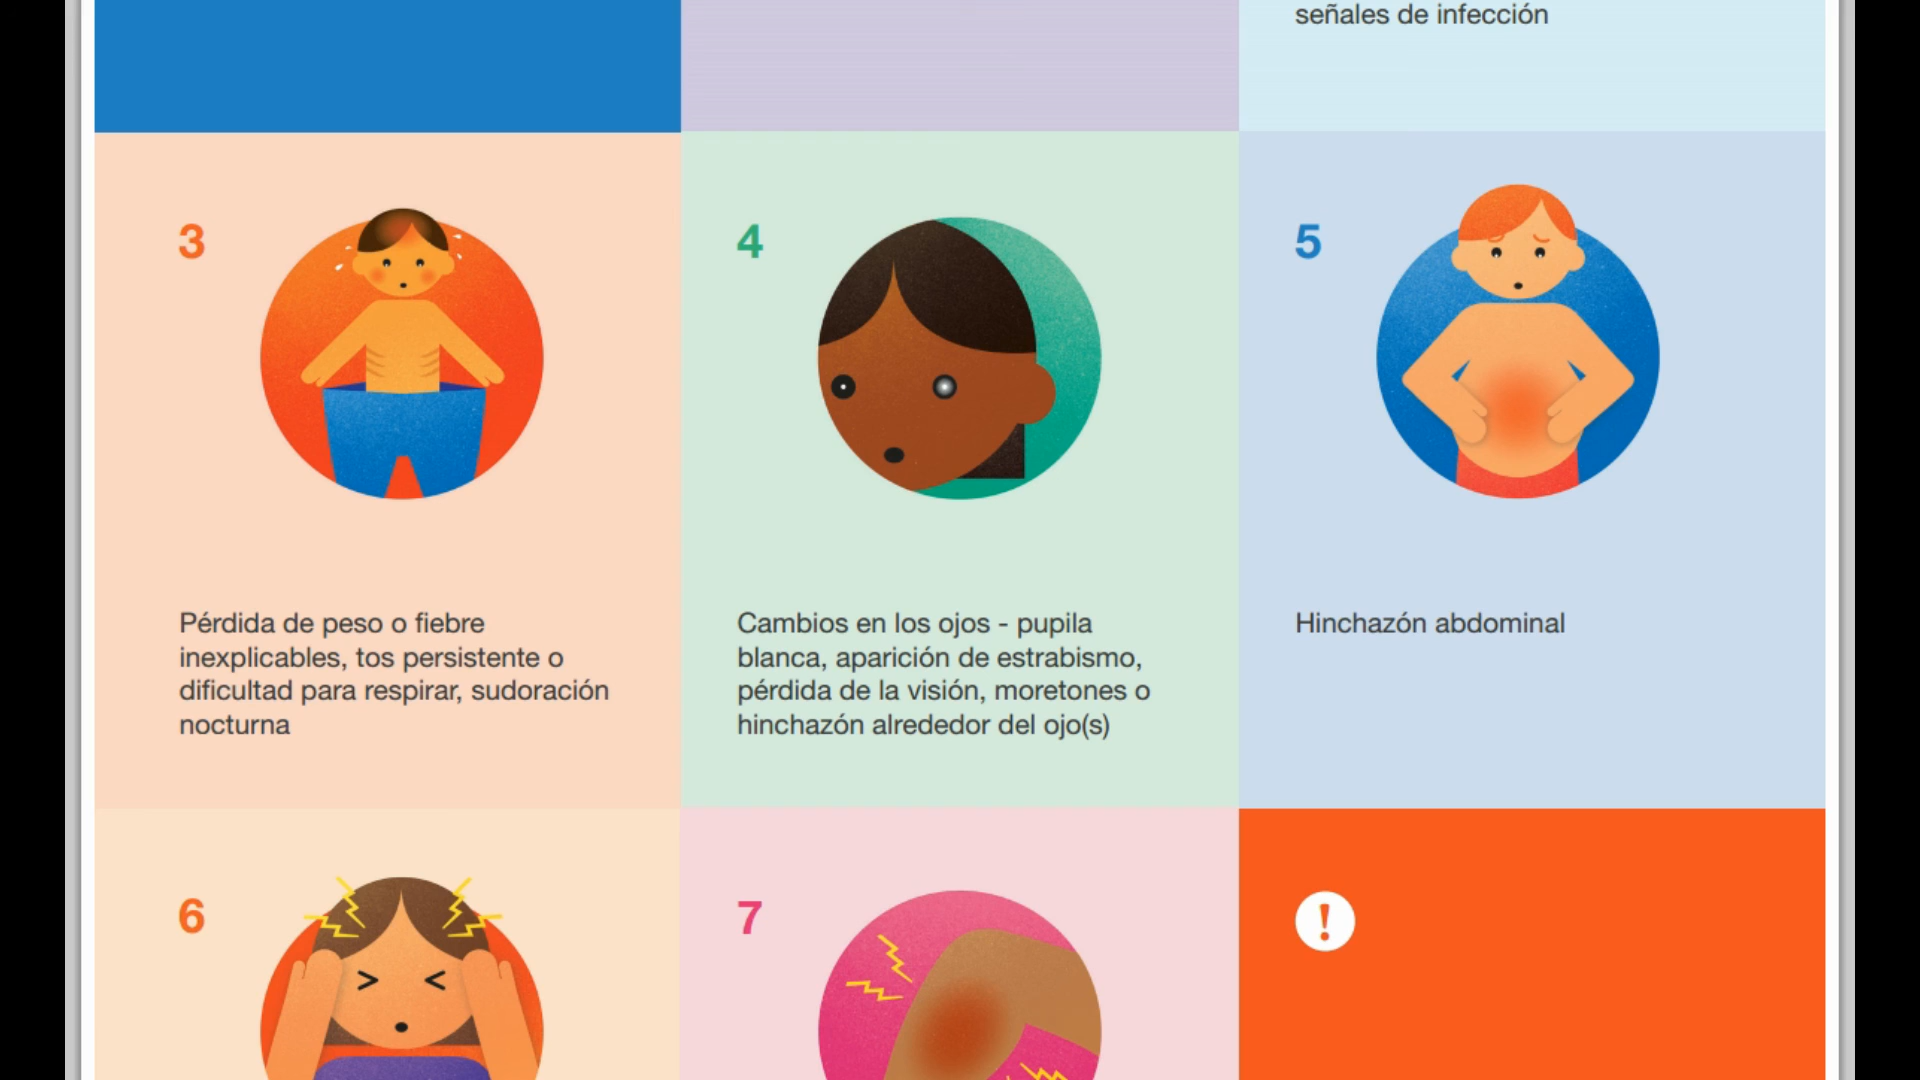 señales de infección
3
4
5
Pérdida de peso o fiebre
inexplicables, tos persistente o
dificultad para respirar, sudoración
nocturna
Cambios en los ojos - pupila
blanca, aparición de estrabismo,
pérdida de la visión, moretones o
hinchazón alrededor del ojo(s)
Hinchazón abdominal
6
7
!